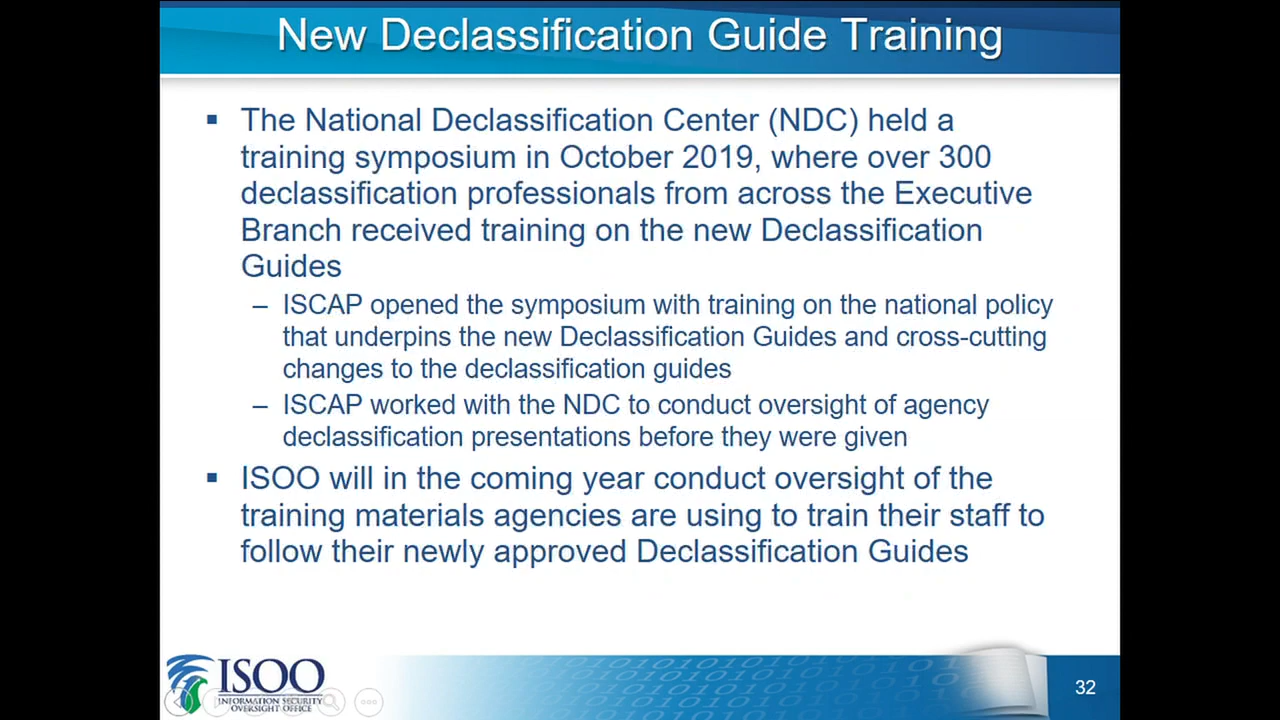 New Declassification Guide Training
▪ The National Declassification Center (NDC) held a
training symposium in October 2019, where over 300
declassification professionals from across the Executive
Branch received training on the new Declassification
Guides
– ISCAP opened the symposium with training on the national policy
that underpins the new Declassification Guides and cross-cutting
changes to the declassification guides
– ISCAP worked with the NDC to conduct oversight of agency
declassification presentations before they were given
▪ ISOO will in the coming year conduct oversight of the
training materials agencies are using to train their staff to
follow their newly approved Declassification Guides
ISOO
INFORMATION SECURITY
OVERSIGHT OFFICE
32